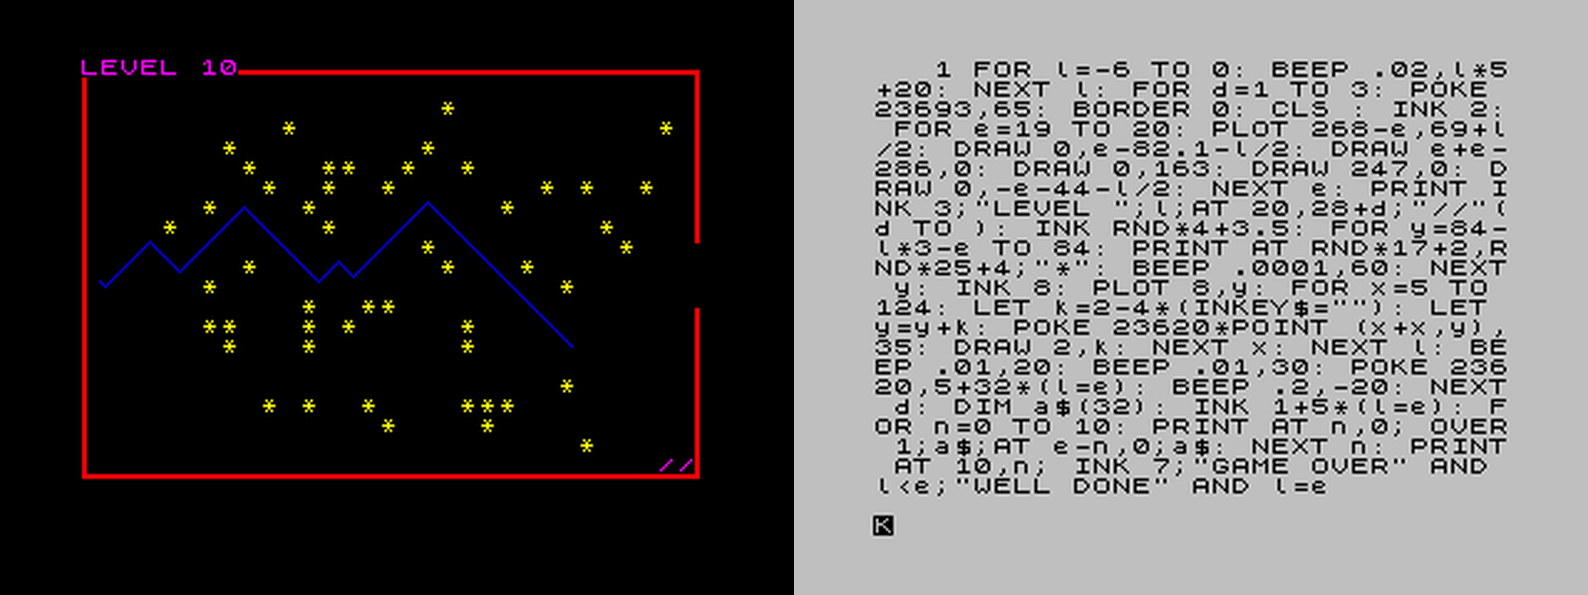 LEVEL 10
//
1 FOR l=-6 TO 0: BEEP .02,l*5
+20: NEXT l: FOR d=1 TO 3: POKE
23693,65: BORDER 0: CLS : INK 2:
FOR e=19 TO 20: PLOT 268-e,69+l
/2: DRAW 0,e-82.1-l/2: DRAW e+e-
286,0: DRAW 0,163: DRAW 247,0: D
RAW 0,-e-44-l/2: NEXT e: PRINT I
NK 3;"LEVEL ";l;AT 20,28+d;"//"(
d TO ): INK RND*4+3.5: FOR y=84-
l*3-e TO 84: PRINT AT RND*17+2,R
ND*25+4;"*": BEEP .0001,60: NEXT
y: INK 8: PLOT 8,y: FOR x=5 TO
124: LET k=2-4*(INKEY$=""): LET
y=y+k: POKE 23620*POINT (x+x,y),
35: DRAW 2,k: NEXT x: NEXT l: BE
EP .01,20: BEEP .01,30: POKE 236
20,5+32*(l=e): BEEP .2,-20: NEXT
d: DIM a$(32): INK 1+5*(l=e): F
OR n=0 TO 10: PRINT AT n,0; OVER
1;a$;AT e-n,0;a$: NEXT n: PRINT
AT 10,n; INK 7;"GAME OVER" AND
l<e;"WELL DONE" AND l=e
K